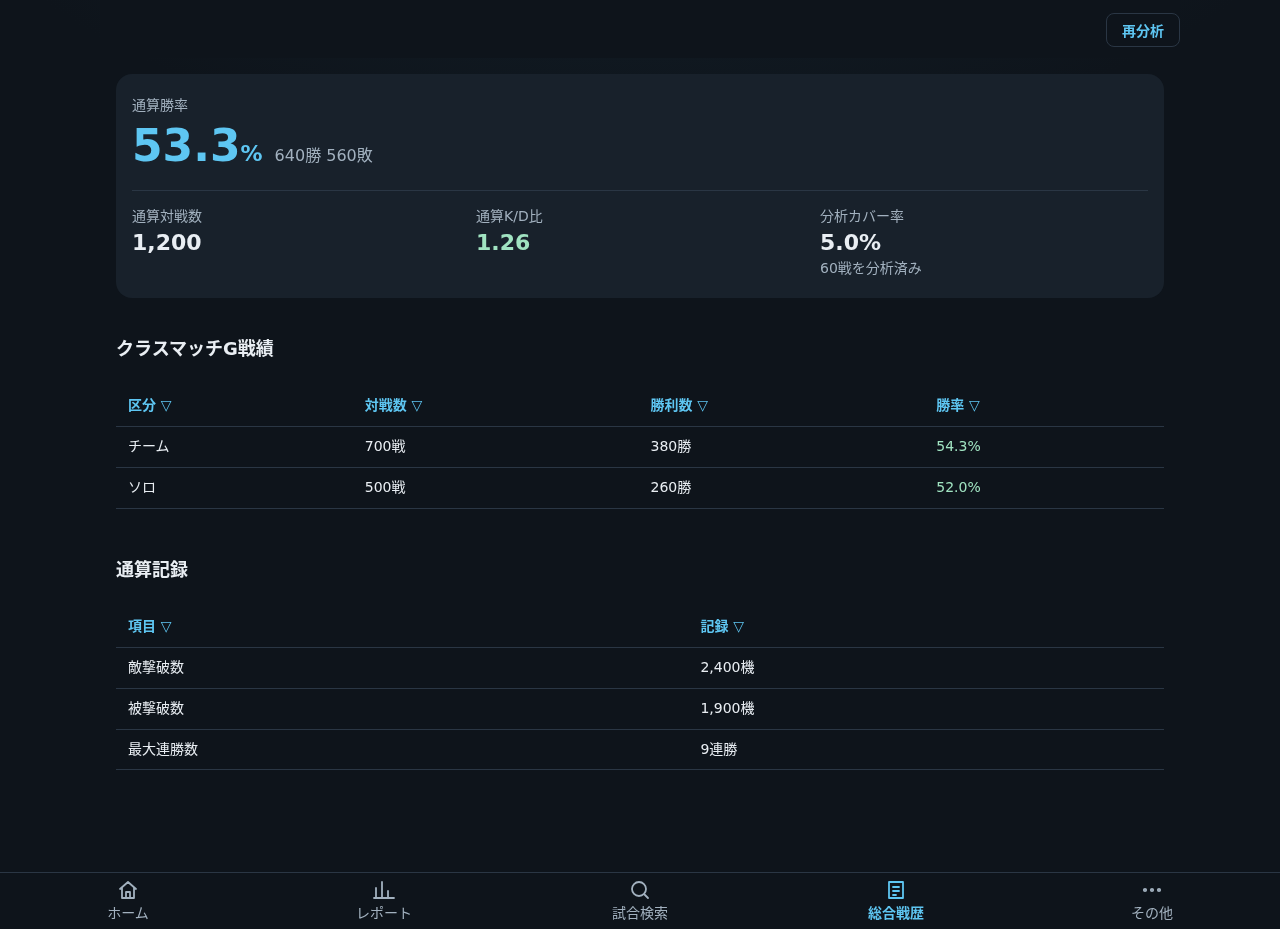 再分析
通算勝率
53.3% 640勝 560敗
通算対戦数 通算K/D比 分析カバー率
1,200 1.26 5.0%
60戦を分析済み
クラスマッチG戦績
区分 ▽ 対戦数 ▽ 勝利数 ▽ 勝率 ▽
チーム 700戦 380勝 54.3%
ソロ 500戦 260勝 52.0%
通算記録
項目 ▽ 記録 ▽
敵撃破数 2,400機
被撃破数 1,900機
最大連勝数 9連勝
ホーム レポート 試合検索 総合戦歴 その他